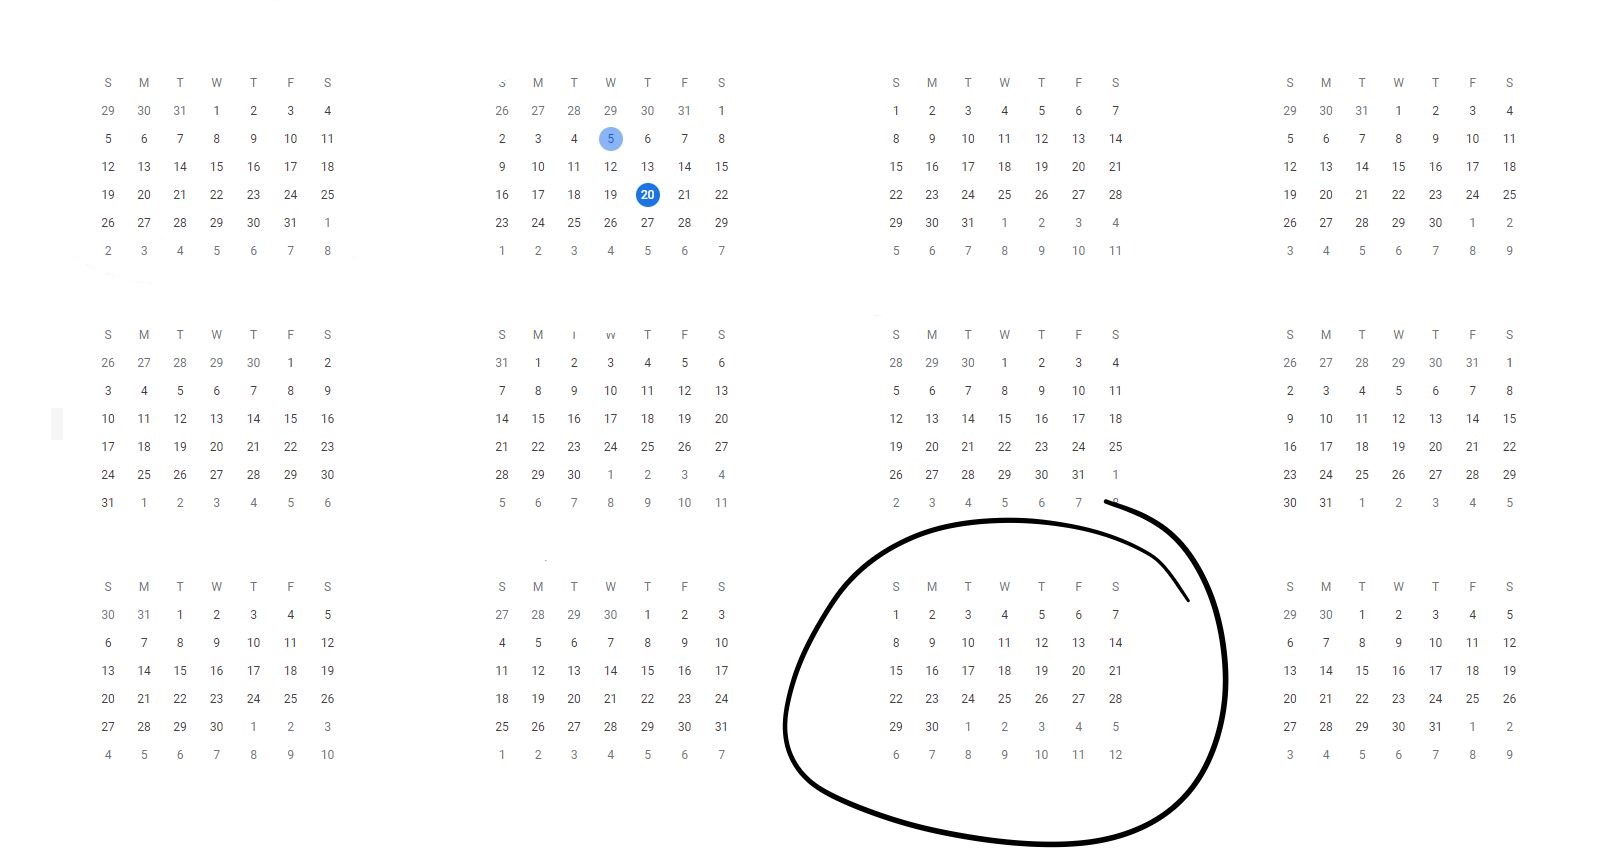 S M T W T F S S M T W T F S S M T W T F S S M T W T F S
29 30 31 1 2 3 4 26 27 28 29 30 31 1 1 2 3 4 5 6 7 29 30 31 1 2 3 4
5 6 7 8 9 10 11 2 3 4 5 6 7 8 8 9 10 11 12 13 14 5 6 7 8 9 10 11
12 13 14 15 16 17 18 9 10 11 12 13 14 15 15 16 17 18 19 20 21 12 13 14 15 16 17 18
19 20 21 22 23 24 25 16 17 18 19 20 21 22 22 23 24 25 26 27 28 19 20 21 22 23 24 25
26 27 28 29 30 31 1 23 24 25 26 27 28 29 29 30 31 1 2 3 4 26 27 28 29 30 1 2
2 3 4 5 6 7 8 1 2 3 4 5 6 7 5 6 7 8 9 10 11 3 4 5 6 7 8 9
S M T W T F S S M T W T F S S M T W T F S S M T W T F S
26 27 28 29 30 1 2 31 1 2 3 4 5 6 28 29 30 1 2 3 4 26 27 28 29 30 31 1
3 4 5 6 7 8 9 7 8 9 10 11 12 13 5 6 7 8 9 10 11 2 3 4 5 6 7 8
10 11 12 13 14 15 16 14 15 16 17 18 19 20 12 13 14 15 16 17 18 9 10 11 12 13 14 15
17 18 19 20 21 22 23 21 22 23 24 25 26 27 19 20 21 22 23 24 25 16 17 18 19 20 21 22
24 25 26 27 28 29 30 28 29 30 1 2 3 4 26 27 28 29 30 31 1 23 24 25 26 27 28 29
31 1 2 3 4 5 6 5 6 7 8 9 10 11 2 3 4 5 6 7 30 31 1 2 3 4 5
S M T W T F S S M T W T F S S M T W T F S S M T W T F S
30 31 1 2 3 4 5 27 28 29 30 1 2 3 1 2 3 4 5 6 7 29 30 1 2 3 4 5
6 7 8 9 10 11 12 4 5 6 7 8 9 10 8 9 10 11 12 13 14 6 7 8 9 10 11 12
13 14 15 16 17 18 19 11 12 13 14 15 16 17 15 16 17 18 19 20 21 13 14 15 16 17 18 19
20 21 22 23 24 25 26 18 19 20 21 22 23 24 22 23 24 25 26 27 28 20 21 22 23 24 25 26
27 28 29 30 1 2 3 25 26 27 28 29 30 31 29 30 1 2 3 4 5 27 28 29 30 31 1 2
4 5 6 7 8 9 10 1 2 3 4 5 6 7 6 7 8 9 10 11 12 3 4 5 6 7 8 9